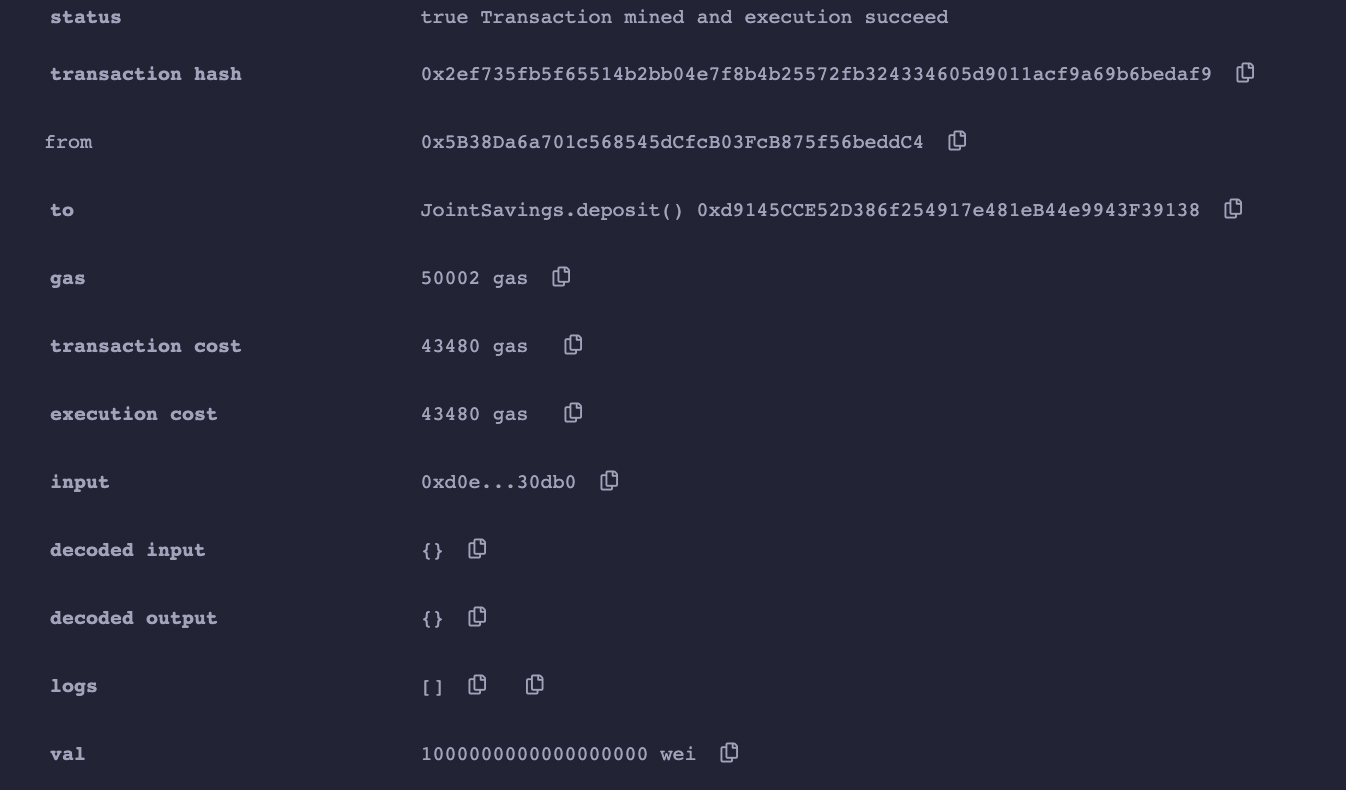 status true Transaction mined and execution succeed
transaction hash 0x2ef735fb5f65514b2bb04e7f8b4b25572fb324334605d9011acf9a69b6bedaf9
from 0x5B38Da6a701c568545dCfcB03FcB875f56beddC4
to JointSavings.deposit() 0xd9145CCE52D386f254917e481eB44e9943F39138
gas 50002 gas
transaction cost 43480 gas
execution cost 43480 gas
input 0xd0e...30db0
decoded input {}
decoded output {}
logs []
val 1000000000000000000 wei